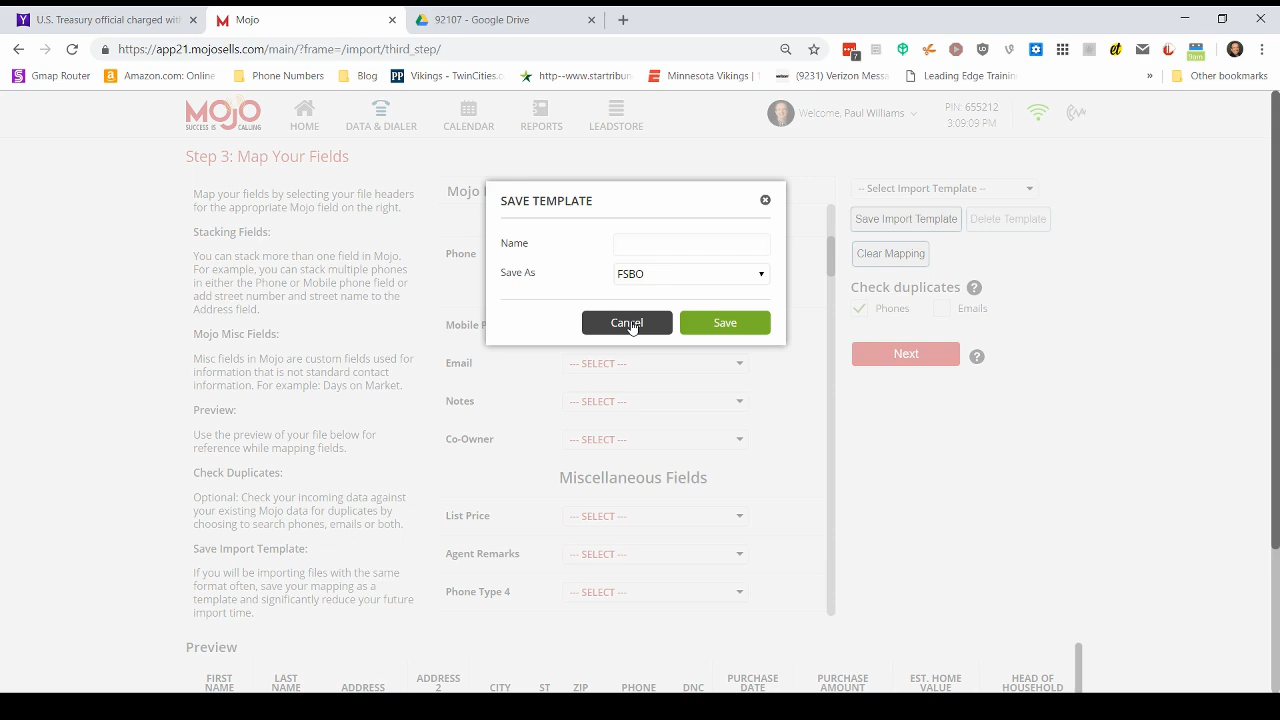 U.S. Treasury official charged with
Mojo
92107 - Google Drive
https://app21.mojosells.com/main/?frame=/import/third_step/
Gmap Router
Amazon.com: Online
Phone Numbers
Blog
Vikings - TwinCities.c
http--www.startribun
Minnesota Vikings |
(9231) Verizon Messa
Leading Edge Trainin
»
Other bookmarks
MOJO
SUCCESS IS CALLING
HOME
DATA & DIALER
CALENDAR
REPORTS
LEADSTORE
Welcome, Paul Williams
PIN: 655212
3:09:09 PM
Step 3: Map Your Fields
Map your fields by selecting your file headers
for the appropriate Mojo field on the right.
Stacking Fields:
You can stack more than one field in Mojo.
For example, you can stack multiple phones
in either the Phone or Mobile phone field or
add street number and street name to the
Address field.
Mojo Misc Fields:
Misc fields in Mojo are custom fields used for
information that is not standard contact
information. For example: Days on Market.
Preview:
Use the preview of your file below for
reference while mapping fields.
Check Duplicates:
Optional: Check your incoming data against
your existing Mojo data for duplicates by
choosing to search phones, emails or both.
Save Import Template:
If you will be importing files with the same
format often, save your mapping as a
template and significantly reduce your future
import time.
Mojo
Phone
Mobile P
Email
--- SELECT ---
Notes
--- SELECT ---
Co-Owner
--- SELECT ---
Miscellaneous Fields
List Price
--- SELECT ---
Agent Remarks
--- SELECT ---
Phone Type 4
--- SELECT ---
SAVE TEMPLATE
Name
Save As
FSBO
Cancel
Save
-- Select Import Template --
Save Import Template
Delete Template
Clear Mapping
Check duplicates ?
Phones
Emails
Next
?
Preview
FIRST NAME
LAST NAME
ADDRESS
ADDRESS 2
CITY
ST
ZIP
PHONE
DNC
PURCHASE DATE
PURCHASE AMOUNT
EST. HOME VALUE
HEAD OF HOUSEHOLD